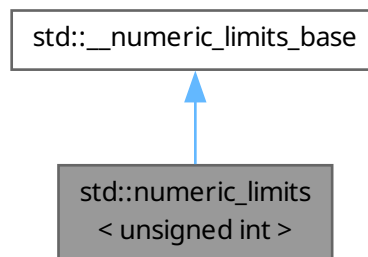 std::__numeric_limits_base
std::numeric_limits
< unsigned int >